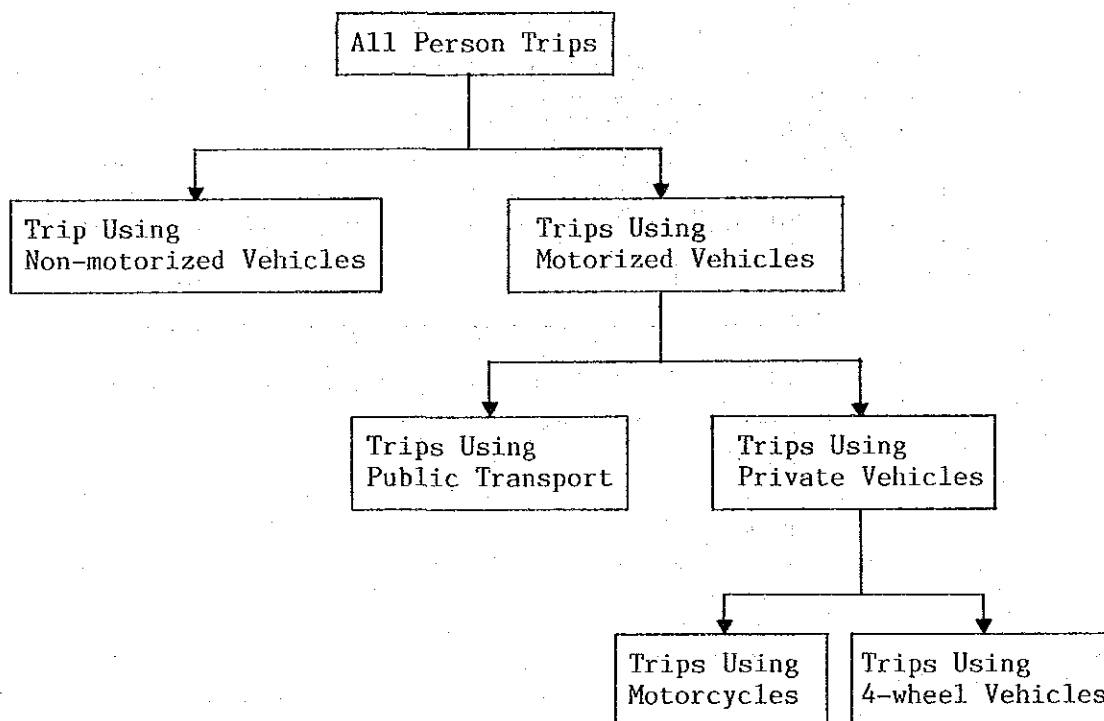 All Person Trips
Trip Using
Non-motorized Vehicles
Trips Using
Motorized Vehicles
Trips Using
Public Transport
Trips Using
Private Vehicles
Trips Using
Motorcycles
Trips Using
4-wheel Vehicles